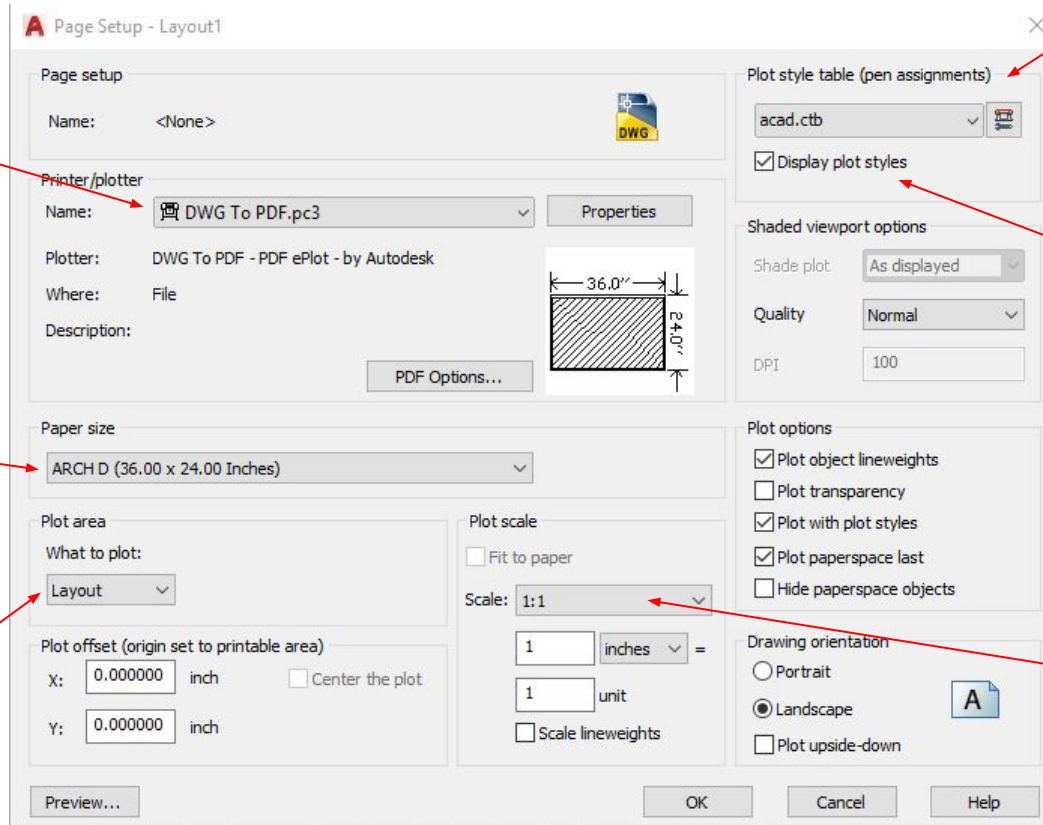 Page Setup - Layout1
Page setup
Name: <None>
DWG
Printer/plotter
Name: DWG To PDF.pc3
Properties
Plotter: DWG To PDF - PDF ePlot - by Autodesk
Where: File
Description:
36.0″
24.0″
PDF Options...
Paper size
ARCH D (36.00 x 24.00 Inches)
Plot area
What to plot:
Layout
Plot offset (origin set to printable area)
X: 0.000000 inch
Center the plot
Y: 0.000000 inch
Plot scale
Fit to paper
Scale: 1:1
1 inches =
1 unit
Scale lineweights
Plot style table (pen assignments)
acad.ctb
Display plot styles
Shaded viewport options
Shade plot As displayed
Quality Normal
DPI 100
Plot options
Plot object lineweights
Plot transparency
Plot with plot styles
Plot paperspace last
Hide paperspace objects
Drawing orientation
Portrait
Landscape
Plot upside-down
A
Preview...
OK
Cancel
Help